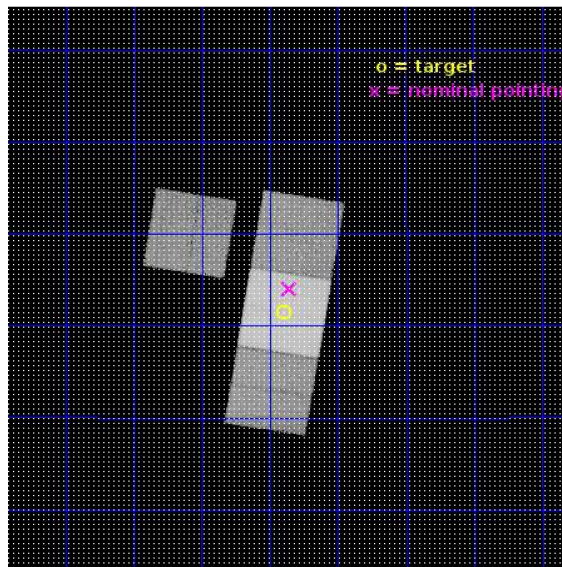 o = target
x = nominal pointing